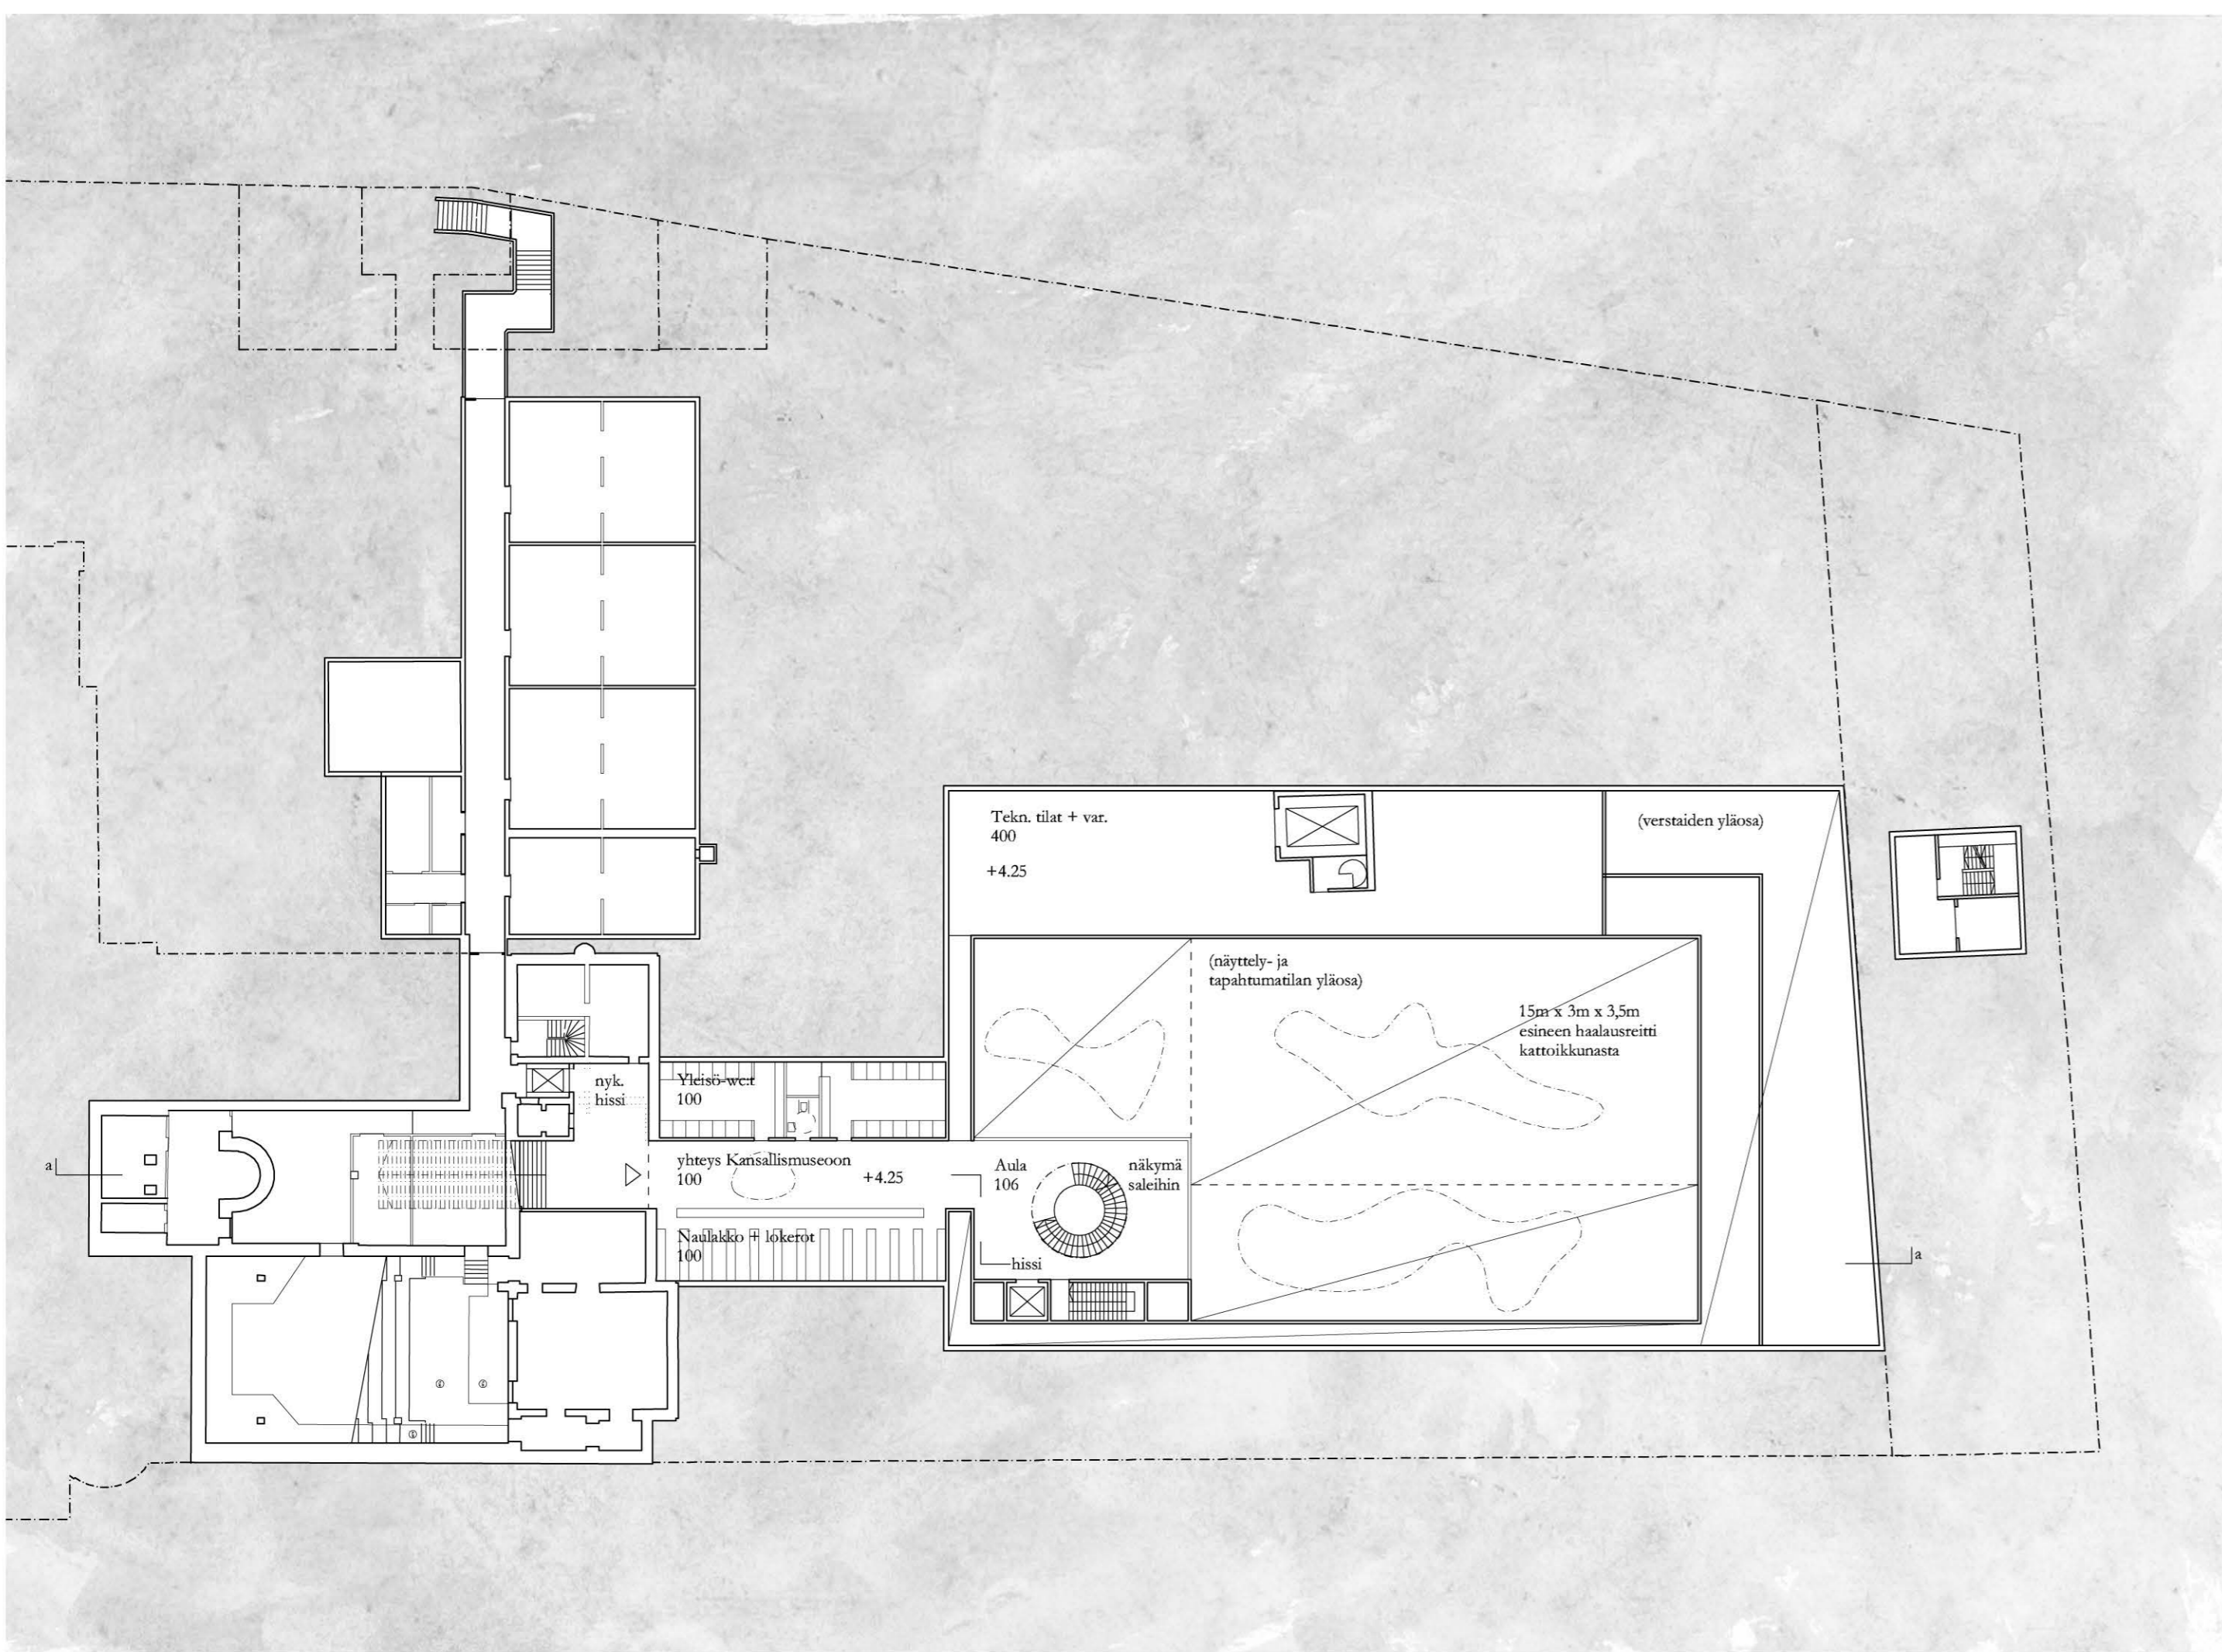 Tekn. tilat + var.
400
+4.25
(verstaiden yläosa)
(näyttely- ja
tapahtumatilan yläosa)
15m x 3m x 3,5m
esineen haalausreitti
kattoikkunasta
nyk.
hissi
Yleisö-wc:t
100
yhteys Kansallismuseoon
100
+4.25
Aula
106
näkymä
saleihin
a
Naulakko + lokerot
100
hissi
a